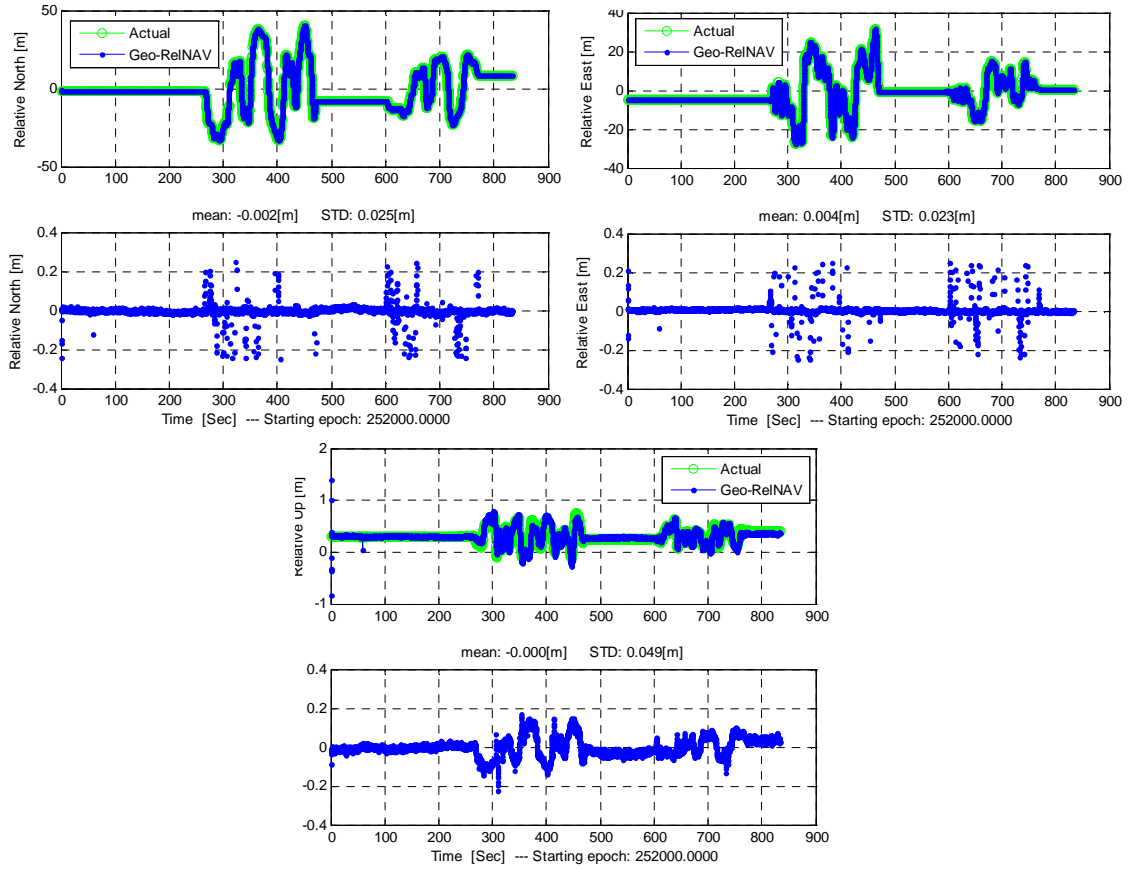 50
0
-50
Relative North [m]
Actual
Geo-RelNAV
0 100 200 300 400 500 600 700 800 900
40
20
0
-20
-40
Relative East [m]
Actual
Geo-RelNAV
0 100 200 300 400 500 600 700 800 900
mean: -0.002[m] STD: 0.025[m]
0.4
0.2
0
-0.2
-0.4
Relative North [m]
0 100 200 300 400 500 600 700 800 900
Time [Sec] --- Starting epoch: 252000.0000
mean: 0.004[m] STD: 0.023[m]
0.4
0.2
0
-0.2
-0.4
Relative East [m]
0 100 200 300 400 500 600 700 800 900
Time [Sec] --- Starting epoch: 252000.0000
2
1
0
-1
Relative Up [m]
Actual
Geo-RelNAV
0 100 200 300 400 500 600 700 800 900
mean: -0.000[m] STD: 0.049[m]
0.4
0.2
0
-0.2
-0.4
0 100 200 300 400 500 600 700 800 900
Time [Sec] --- Starting epoch: 252000.0000